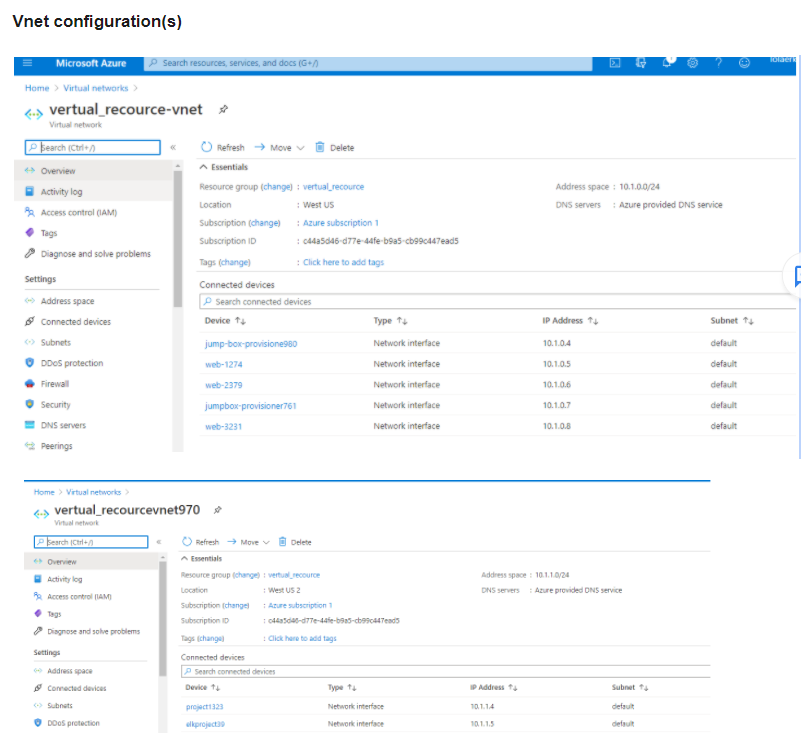 Vnet configuration(s)
Microsoft Azure Search resources, services, and docs (G+/)
Home > Virtual networks >
vertual_recource-vnet
Virtual network
Search (Ctrl+/) « Refresh Move Delete
Overview Essentials
Activity log Resource group (change) : vertual_recource Address space : 10.1.0.0/24
Access control (IAM) Location : West US DNS servers : Azure provided DNS service
Tags Subscription (change) : Azure subscription 1
Diagnose and solve problems Subscription ID : c44a5d46-d77e-44fe-b9a5-cb99c447ead5
Tags (change) : Click here to add tags
Settings Connected devices
Address space Search connected devices
Connected devices Device ↑↓ Type ↑↓ IP Address ↑↓ Subnet ↑↓
Subnets jump-box-provisione980 Network interface 10.1.0.4 default
DDoS protection web-1274 Network interface 10.1.0.5 default
Firewall web-2379 Network interface 10.1.0.6 default
Security jumpbox-provisioner761 Network interface 10.1.0.7 default
DNS servers web-3231 Network interface 10.1.0.8 default
Peerings
Home > Virtual networks >
vertual_recourcevnet970
Virtual network
Search (Ctrl+/) « Refresh Move Delete
Overview Essentials
Activity log Resource group (change) : vertual_recource Address space : 10.1.1.0/24
Access control (IAM) Location : West US 2 DNS servers : Azure provided DNS service
Tags Subscription (change) : Azure subscription 1
Diagnose and solve problems Subscription ID : c44a5d46-d77e-44fe-b9a5-cb99c447ead5
Tags (change) : Click here to add tags
Settings Connected devices
Address space Search connected devices
Connected devices Device ↑↓ Type ↑↓ IP Address ↑↓ Subnet ↑↓
Subnets project1323 Network interface 10.1.1.4 default
DDoS protection elkproject39 Network interface 10.1.1.5 default